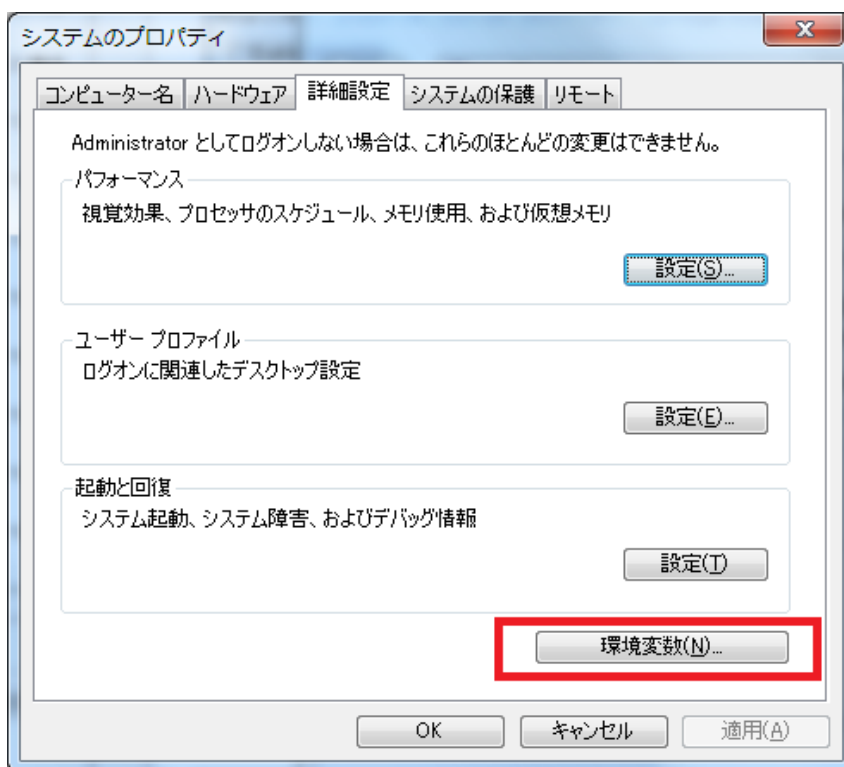 システムのプロパティ
コンピューター名 ハードウェア 詳細設定 システムの保護 リモート
Administrator としてログオンしない場合は、これらのほとんどの変更はできません。
パフォーマンス
視覚効果、プロセッサのスケジュール、メモリ使用、および仮想メモリ
設定(S)...
ユーザー プロファイル
ログオンに関連したデスクトップ設定
設定(E)...
起動と回復
システム起動、システム障害、およびデバッグ情報
設定(T)
環境変数(N)...
OK キャンセル 適用(A)